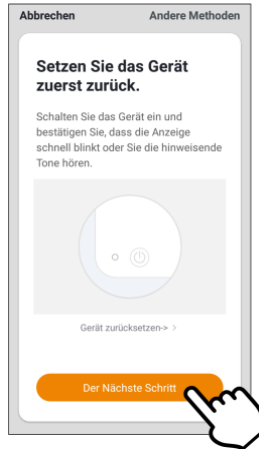 Abbrechen Andere Methoden
Setzen Sie das Gerät
zuerst zurück.
Schalten Sie das Gerät ein und
bestätigen Sie, dass die Anzeige
schnell blinkt oder Sie die hinweisende
Tone hören.
Gerät zurücksetzen-> >
Der Nächste Schritt